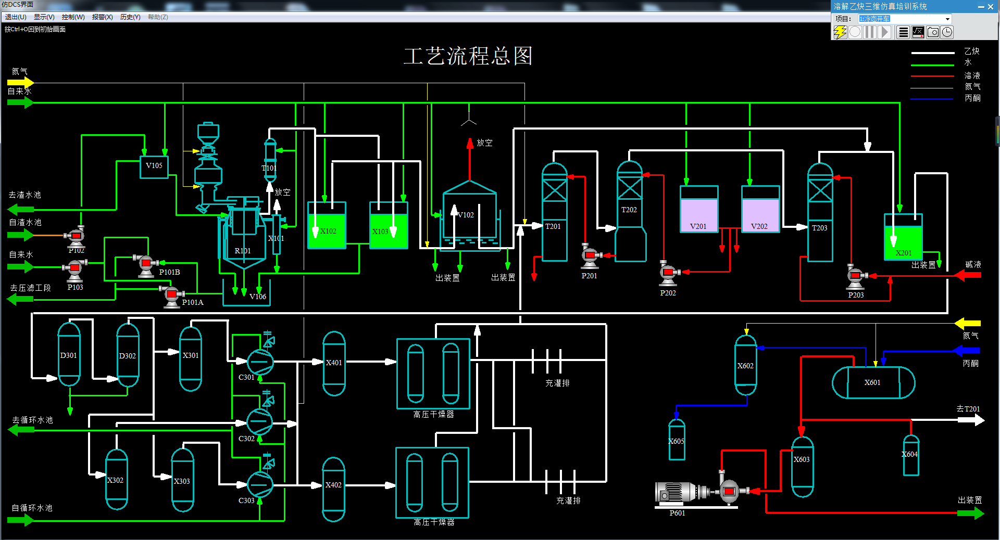 仿DCS界面
溶解乙炔三维仿真培训系统
退出(U) 显示(V) 控制(W) 报警(X) 历史(Y) 帮助(Z)
项目: 1:冷态开车
按Ctrl+O回到初始画面
工艺流程总图
乙炔
水
溶液
氮气
丙酮
氮气
自来水
放空
V105
T101
放空
去渣水池
自渣水池
P102
自来水
P103
去压滤工段
P101B
P101A
R101
X101
V106
X102
X103
V102
出装置
出装置
T201
P201
T202
P202
V201
V202
T203
P203
X201
出装置
碱液
D301
D302
X301
C301
X401
高压干燥器
充灌排
去循环水池
C302
X302
X303
C303
X402
高压干燥器
充灌排
自循环水池
氮气
丙酮
X602
X601
去T201
X605
X603
X604
P601
出装置